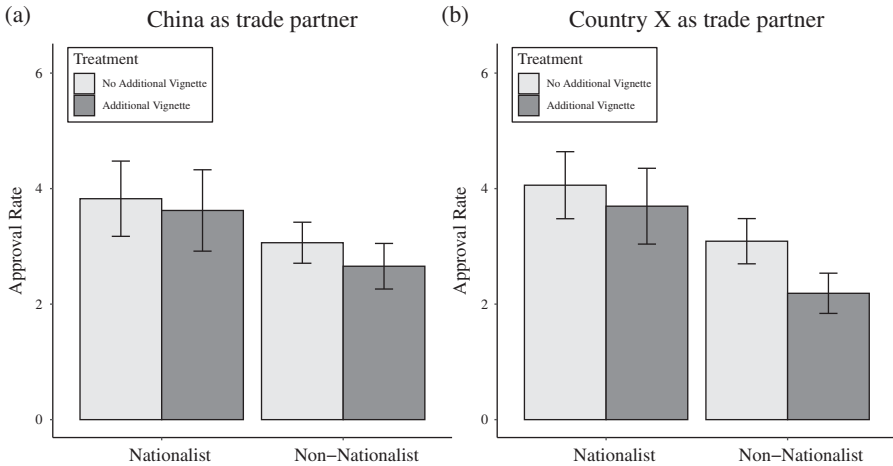 (a)
China as trade partner
Treatment
No Additional Vignette
Additional Vignette
Approval Rate
6
4
2
0
Nationalist
Non−Nationalist
(b)
Country X as trade partner
Treatment
No Additional Vignette
Additional Vignette
Approval Rate
6
4
2
0
Nationalist
Non−Nationalist